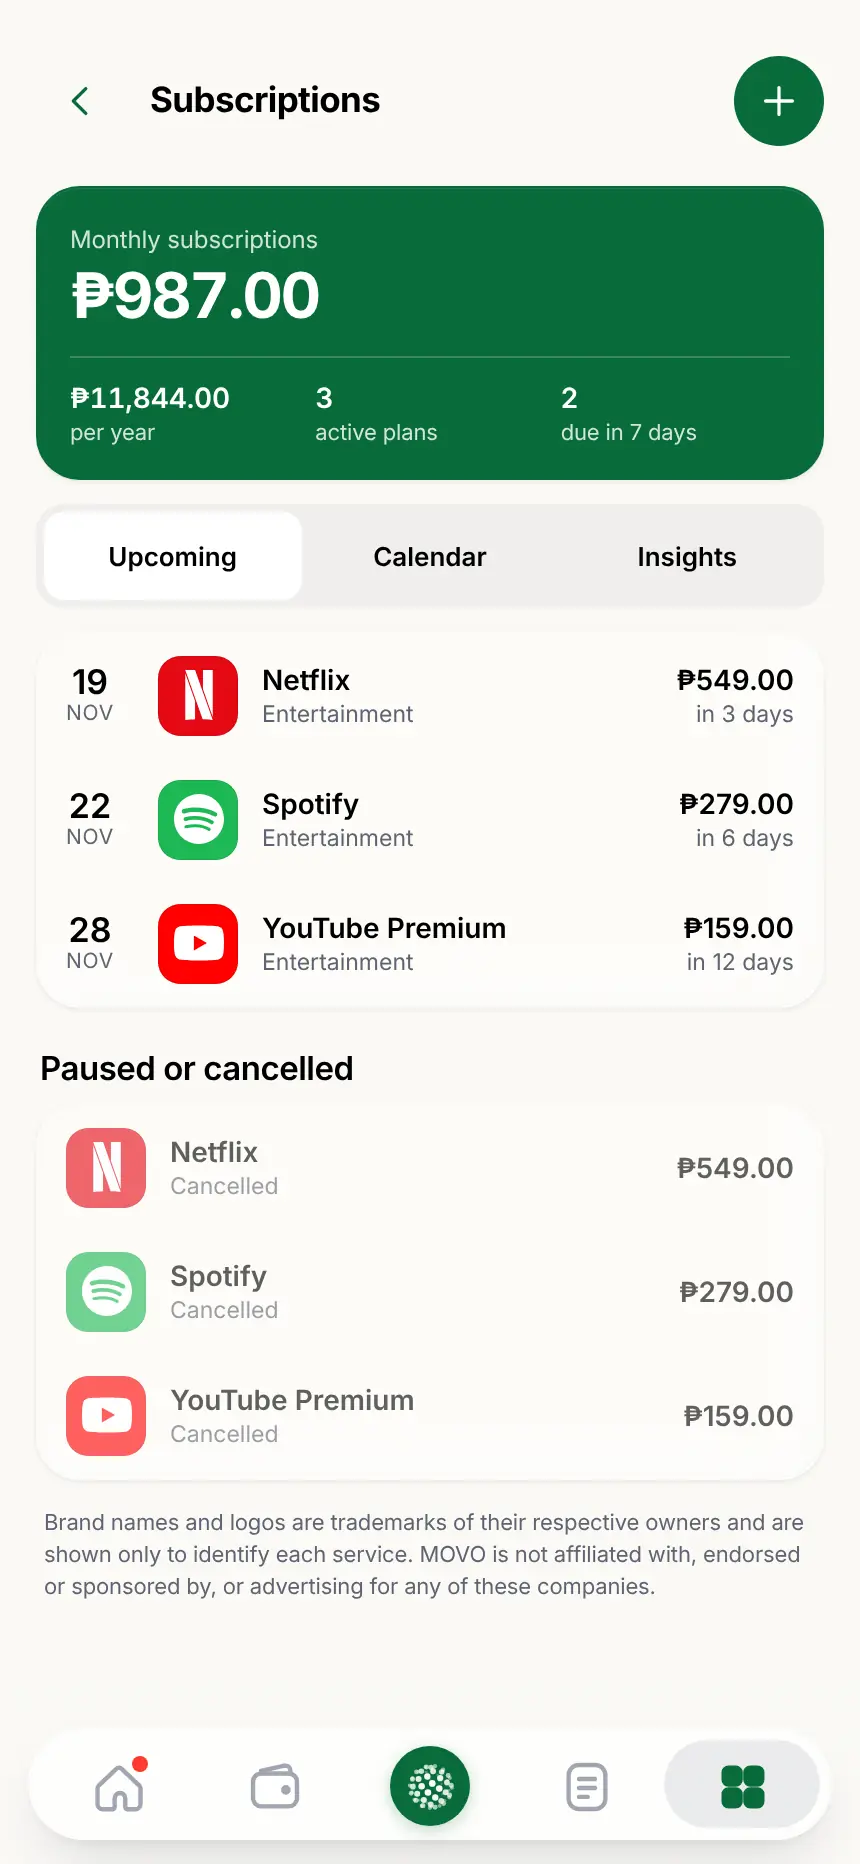 Subscriptions
Monthly subscriptions
₱987.00
₱11,844.00
per year
3
active plans
2
due in 7 days
Upcoming
Calendar
Insights
19
NOV
Netflix
Entertainment
₱549.00
in 3 days
22
NOV
Spotify
Entertainment
₱279.00
in 6 days
28
NOV
YouTube Premium
Entertainment
₱159.00
in 12 days
Paused or cancelled
Netflix
Cancelled
₱549.00
Spotify
Cancelled
₱279.00
YouTube Premium
Cancelled
₱159.00
Brand names and logos are trademarks of their respective owners and are
shown only to identify each service. MOVO is not affiliated with, endorsed
or sponsored by, or advertising for any of these companies.